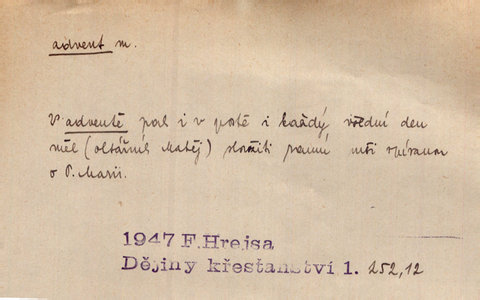 advent m.
V adventě pak i v postě i každý všední den
měl (oltářník Matěj) sloužiti ranní mši zpívanou
o P. Marii.
1947 F.Hrejsa
Dějiny křesťanství 1. 252,12